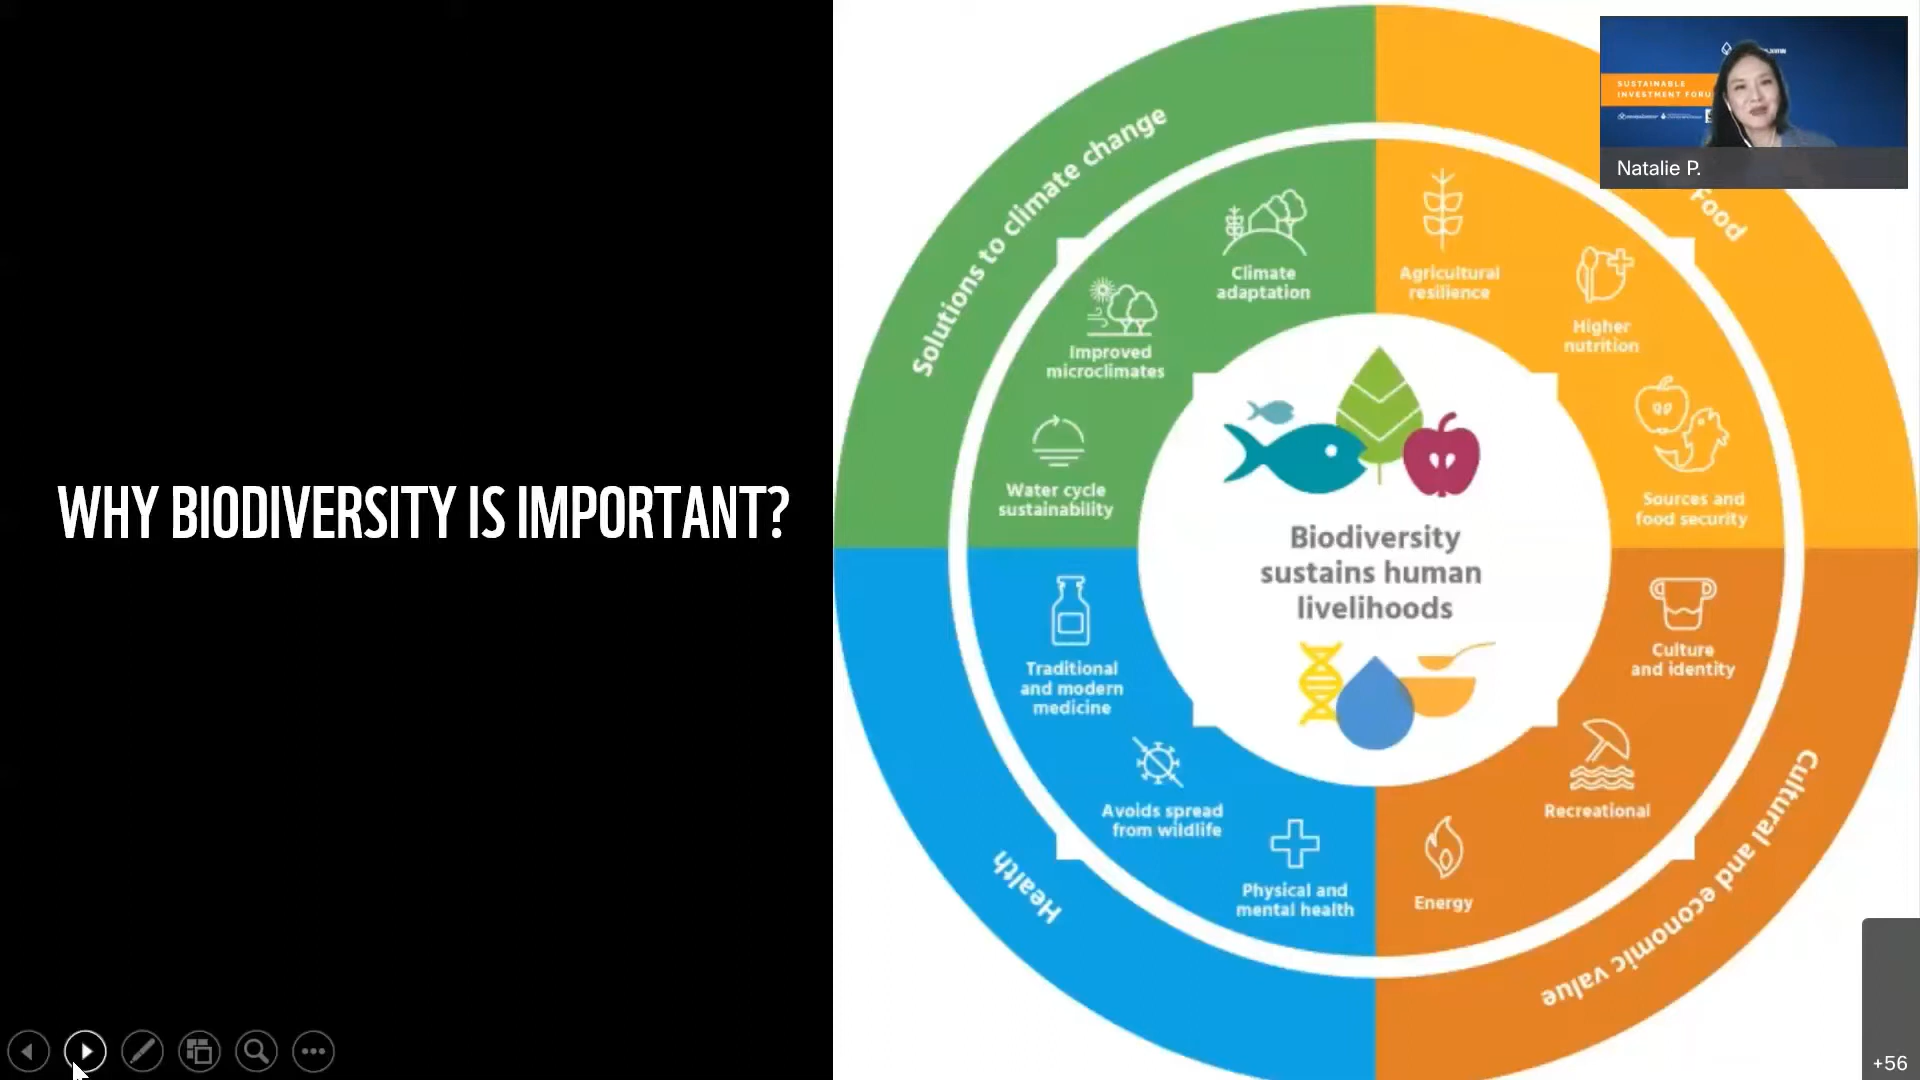 WHY BIODIVERSITY IS IMPORTANT?
Solutions to climate change
Climate
adaptation
Improved
microclimates
Water cycle
sustainability
Food
Agricultural
resilience
Higher
nutrition
Sources and
food security
Biodiversity
sustains human
livelihoods
Health
Traditional
and modern
medicine
Avoids spread
from wildlife
Physical and
mental health
Cultural and economic value
Culture
and identity
Recreational
Energy
SUSTAINABLE
INVESTMENT
Natalie P.
+56